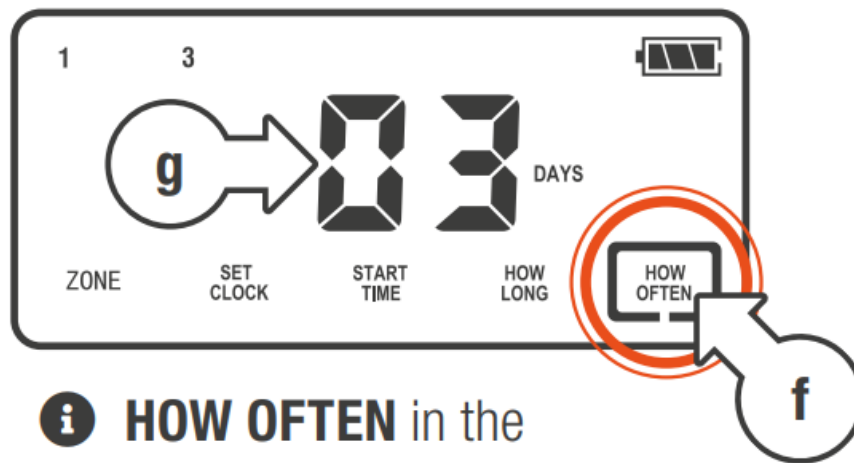 1 3
g 03 DAYS
ZONE SET CLOCK START TIME HOW LONG HOW OFTEN
f
i HOW OFTEN in the